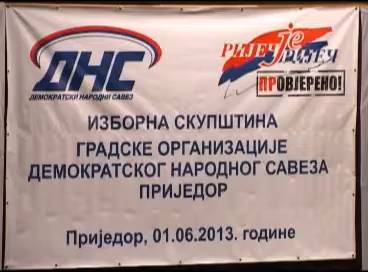 ДНС
ДЕМОКРАТСКИ НАРОДНИ САВЕЗ
РИЈЕЧ је РИЈЕЧ
ПРОВЈЕРЕНО!
ИЗБОРНА СКУПШТИНА
ГРАДСКЕ ОРГАНИЗАЦИЈЕ
ДЕМОКРАТСКОГ НАРОДНОГ САВЕЗА
ПРИЈЕДОР
Приједор, 01.06.2013. године